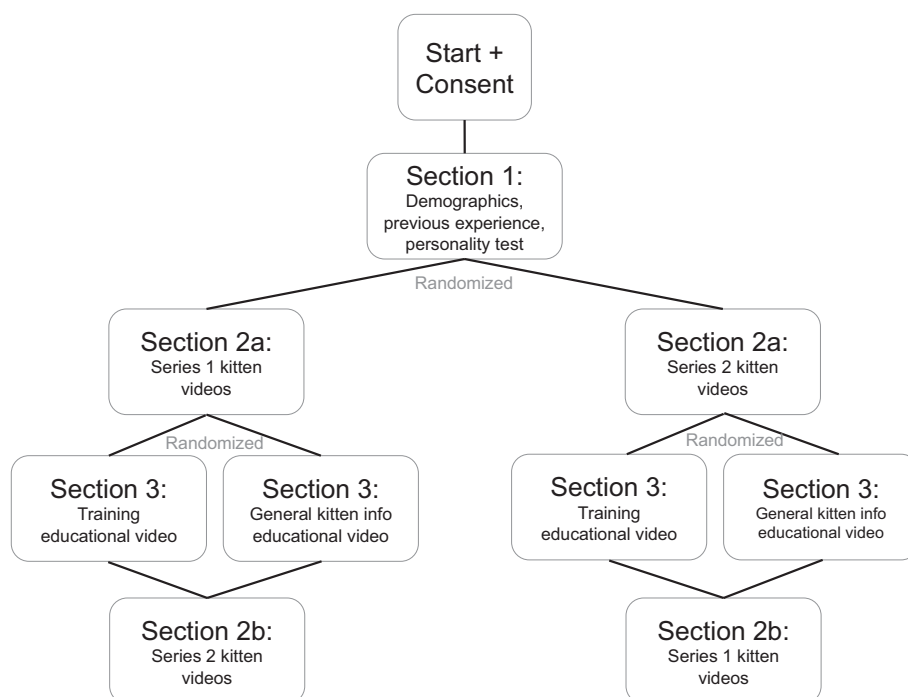 Start +
Consent
Section 1:
Demographics,
previous experience,
personality test
Randomized
Section 2a:
Series 1 kitten
videos
Section 2a:
Series 2 kitten
videos
Randomized
Randomized
Section 3:
Training
educational video
Section 3:
General kitten info
educational video
Section 3:
Training
educational video
Section 3:
General kitten info
educational video
Section 2b:
Series 2 kitten
videos
Section 2b:
Series 1 kitten
videos